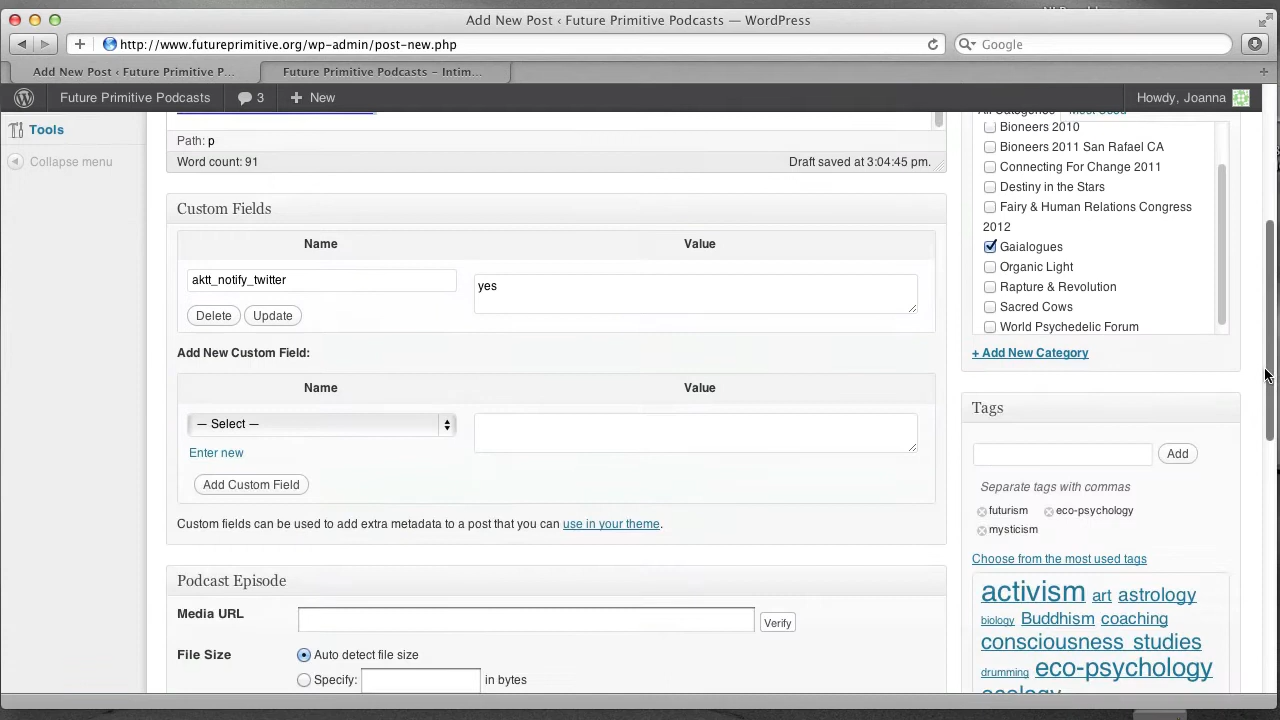 Add New Post ‹ Future Primitive Podcasts — WordPress
http://www.futureprimitive.org/wp-admin/post-new.php
Google
Add New Post ‹ Future Primitive P...
Future Primitive Podcasts – Intim...
Future Primitive Podcasts
3
New
Howdy, Joanna
Tools
Collapse menu
Path: p
Word count: 91
Draft saved at 3:04:45 pm.
Custom Fields
Name
Value
aktt_notify_twitter
yes
Delete
Update
Add New Custom Field:
Name
Value
— Select —
Enter new
Add Custom Field
Custom fields can be used to add extra metadata to a post that you can use in your theme.
Podcast Episode
Media URL
Verify
File Size
Auto detect file size
Specify:
in bytes
All Categories
Most Used
Bioneers 2010
Bioneers 2011 San Rafael CA
Connecting For Change 2011
Destiny in the Stars
Fairy & Human Relations Congress
2012
Gaialogues
Organic Light
Rapture & Revolution
Sacred Cows
World Psychedelic Forum
+ Add New Category
Tags
Add
Separate tags with commas
futurism
eco-psychology
mysticism
Choose from the most used tags
activism art astrology
biology Buddhism coaching
consciousness studies
drumming eco-psychology
ecology